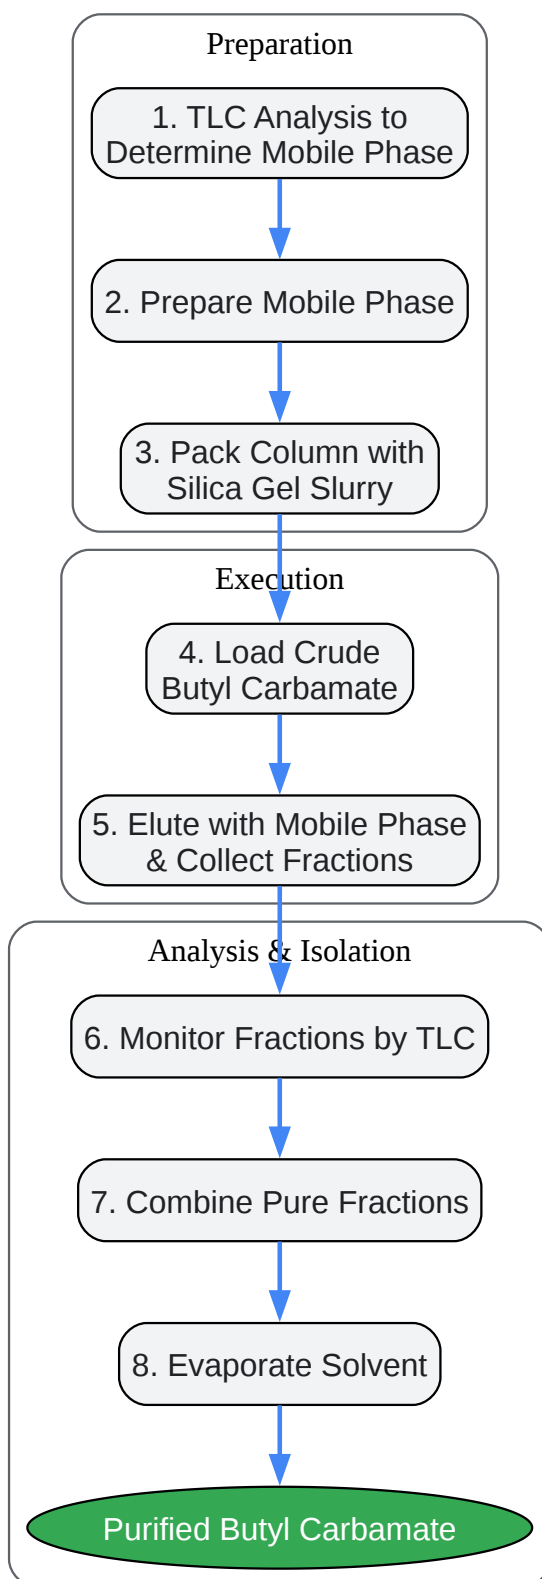 Preparation
1. TLC Analysis to
Determine Mobile Phase
2. Prepare Mobile Phase
3. Pack Column with
Silica Gel Slurry
Execution
4. Load Crude
Butyl Carbamate
5. Elute with Mobile Phase
& Collect Fractions
Analysis & Isolation
6. Monitor Fractions by TLC
7. Combine Pure Fractions
8. Evaporate Solvent
Purified Butyl Carbamate